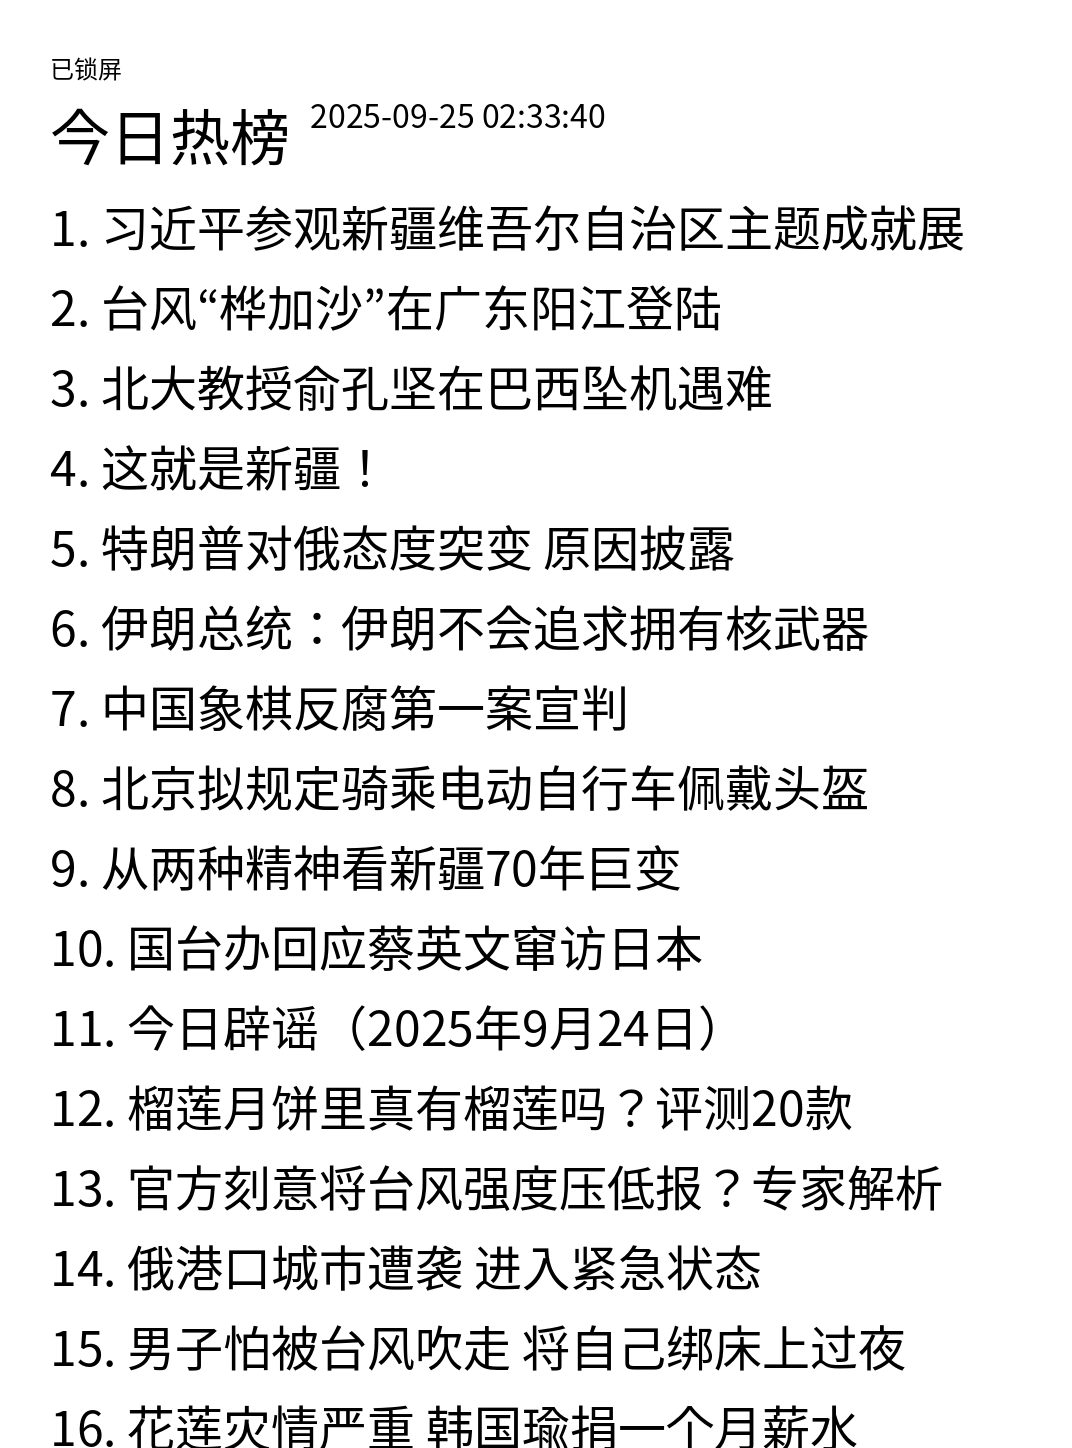 已锁屏
今日热榜 2025-09-25 02:33:40
1. 习近平参观新疆维吾尔自治区主题成就展
2. 台风“桦加沙”在广东阳江登陆
3. 北大教授俞孔坚在巴西坠机遇难
4. 这就是新疆！
5. 特朗普对俄态度突变 原因披露
6. 伊朗总统：伊朗不会追求拥有核武器
7. 中国象棋反腐第一案宣判
8. 北京拟规定骑乘电动自行车佩戴头盔
9. 从两种精神看新疆70年巨变
10. 国台办回应蔡英文窜访日本
11. 今日辟谣（2025年9月24日）
12. 榴莲月饼里真有榴莲吗？评测20款
13. 官方刻意将台风强度压低报？专家解析
14. 俄港口城市遭袭 进入紧急状态
15. 男子怕被台风吹走 将自己绑床上过夜
16. 花莲灾情严重 韩国瑜捐一个月薪水